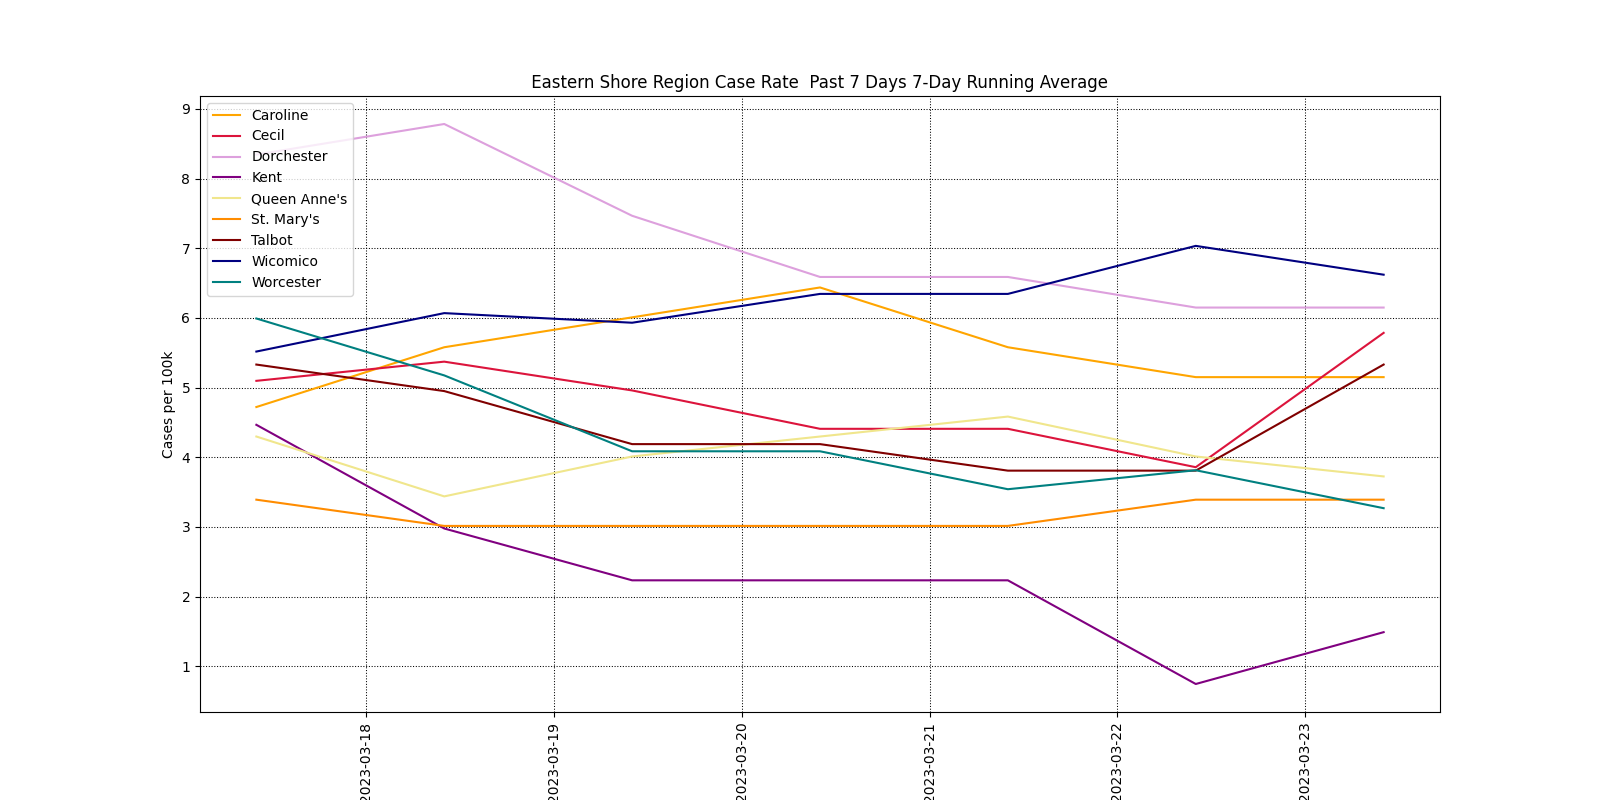 Eastern Shore Region Case Rate  Past 7 Days 7-Day Running Average
Cases per 100k
9
8
7
6
5
4
3
2
1
Caroline
Cecil
Dorchester
Kent
Queen Anne's
St. Mary's
Talbot
Wicomico
Worcester
2023-03-18
2023-03-19
2023-03-20
2023-03-21
2023-03-22
2023-03-23